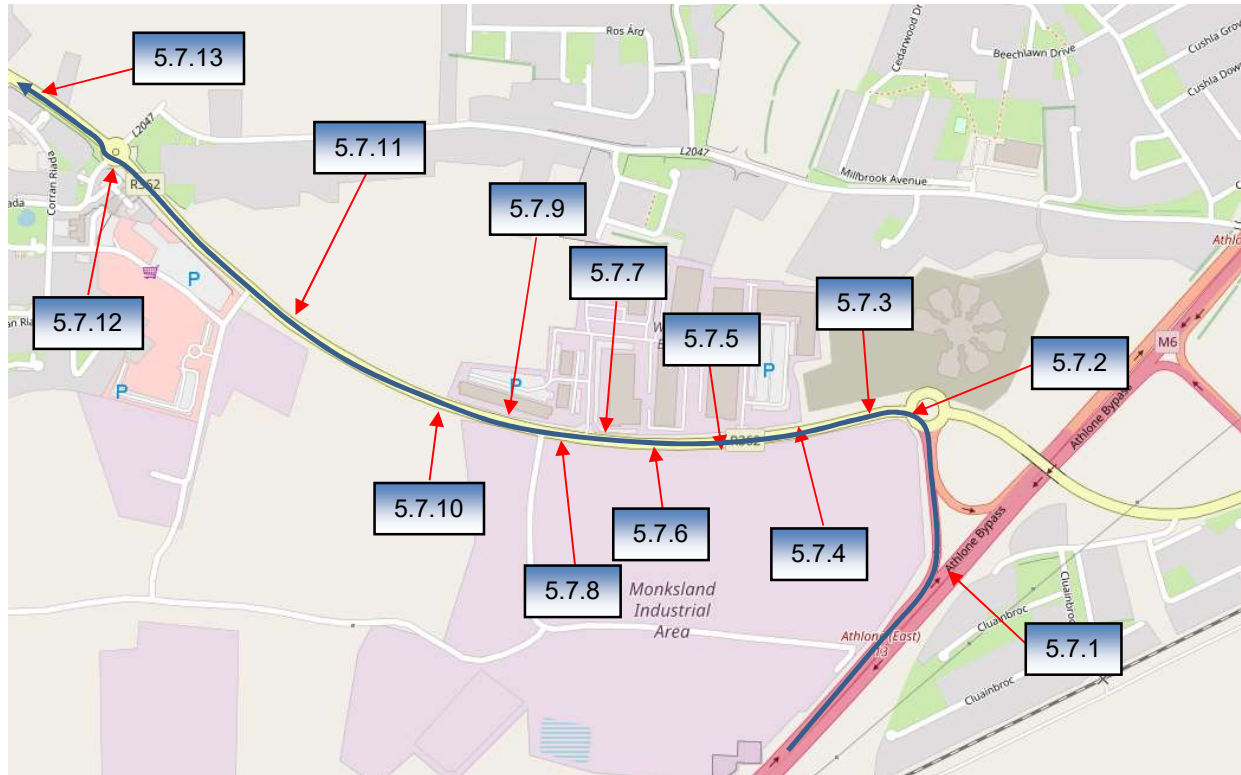 5.7.13
Ros Ard
Cedarwood Dr
Beechlawn Drive
Cushla Grov
Cushla Dow
L2047
5.7.11
L2047
Millbrook Avenue
R362
Corran Riada
ada
5.7.9
5.7.7
5.7.3
5.7.5
5.7.2
M6
P
5.7.12
P
P
P
R362
Athlone Bypass
5.7.10
5.7.6
5.7.4
5.7.8
Athlone Bypass
Monksland
Industrial
Area
Athlone (East)
13
5.7.1
Cluainbroc
Cluainbroc
Cluainbroc